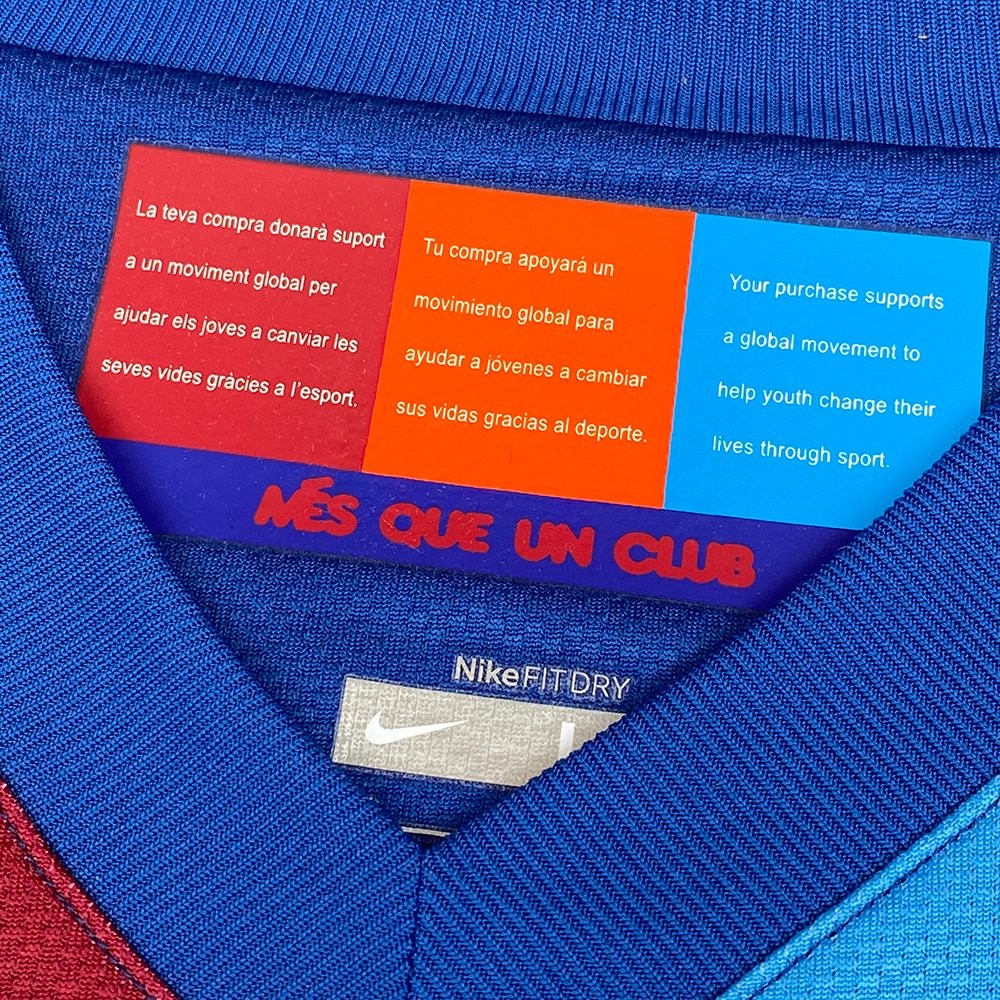 La teva compra donarà suport
a un moviment global per
ajudar els joves a canviar les
seves vides gràcies a l'esport.
Tu compra apoyará un
movimiento global para
ayudar a jóvenes a cambiar
sus vidas gracias al deporte.
Your purchase supports
a global movement to
help youth change their
lives through sport.
MÉS QUE UN CLUB
NikeFITDRY